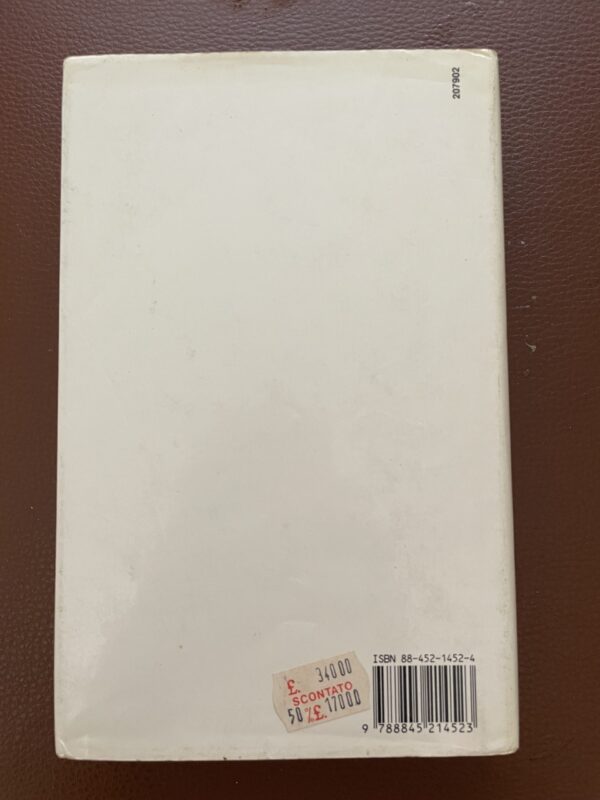 207902
ISBN 88-452-1452-4
£. 34000
SCONTATO
50% £. 17000
9 788845 214523